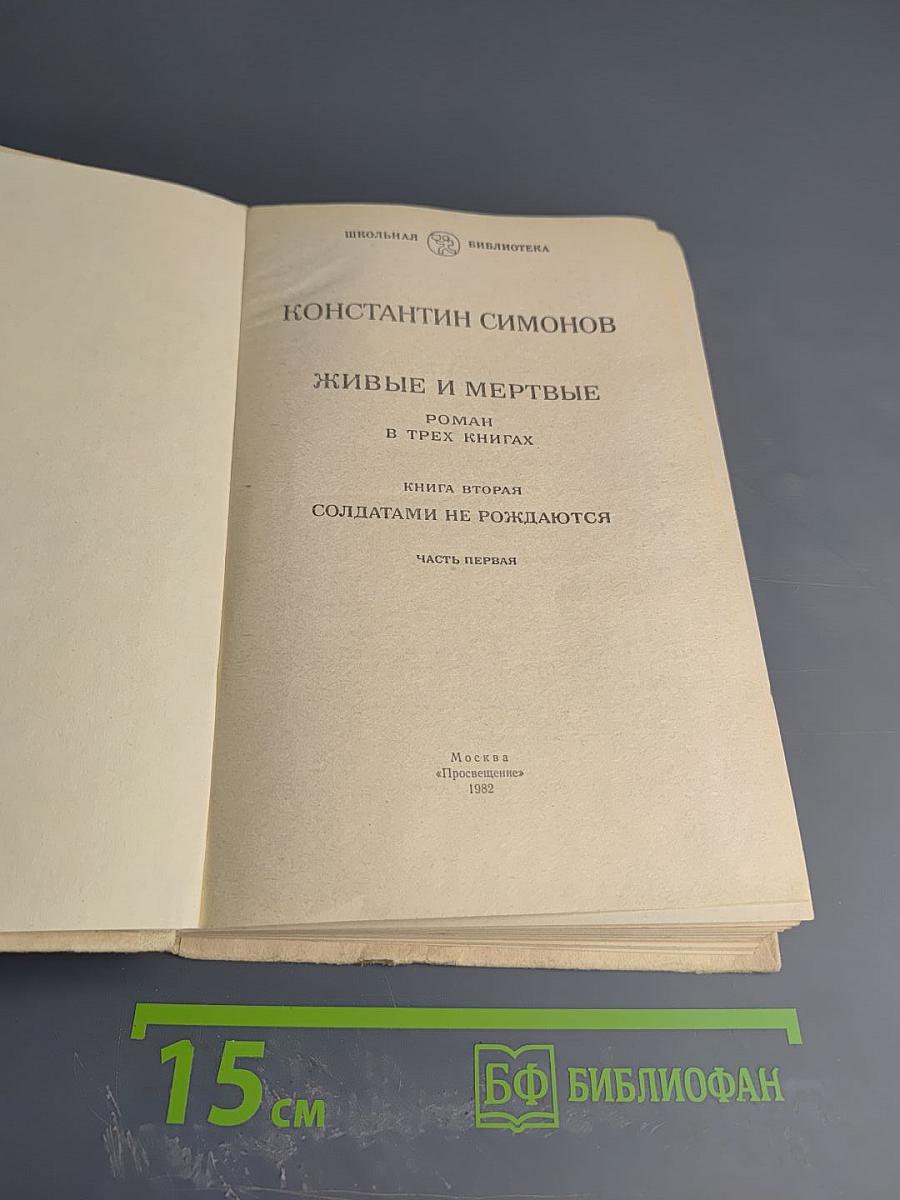 ШКОЛЬНАЯ БИБЛИОТЕКА
КОНСТАНТИН СИМОНОВ
ЖИВЫЕ И МЕРТВЫЕ
РОМАН
В ТРЕХ КНИГАХ
КНИГА ВТОРАЯ
СОЛДАТАМИ НЕ РОЖДАЮТСЯ
ЧАСТЬ ПЕРВАЯ
Москва
«Просвещение»
1982
15 см БФ БИБЛИОФАН